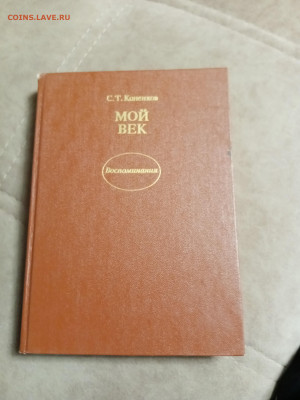 COINS.LAVE.RU
С. Т. Коненков
МОЙ
ВЕК
Воспоминания